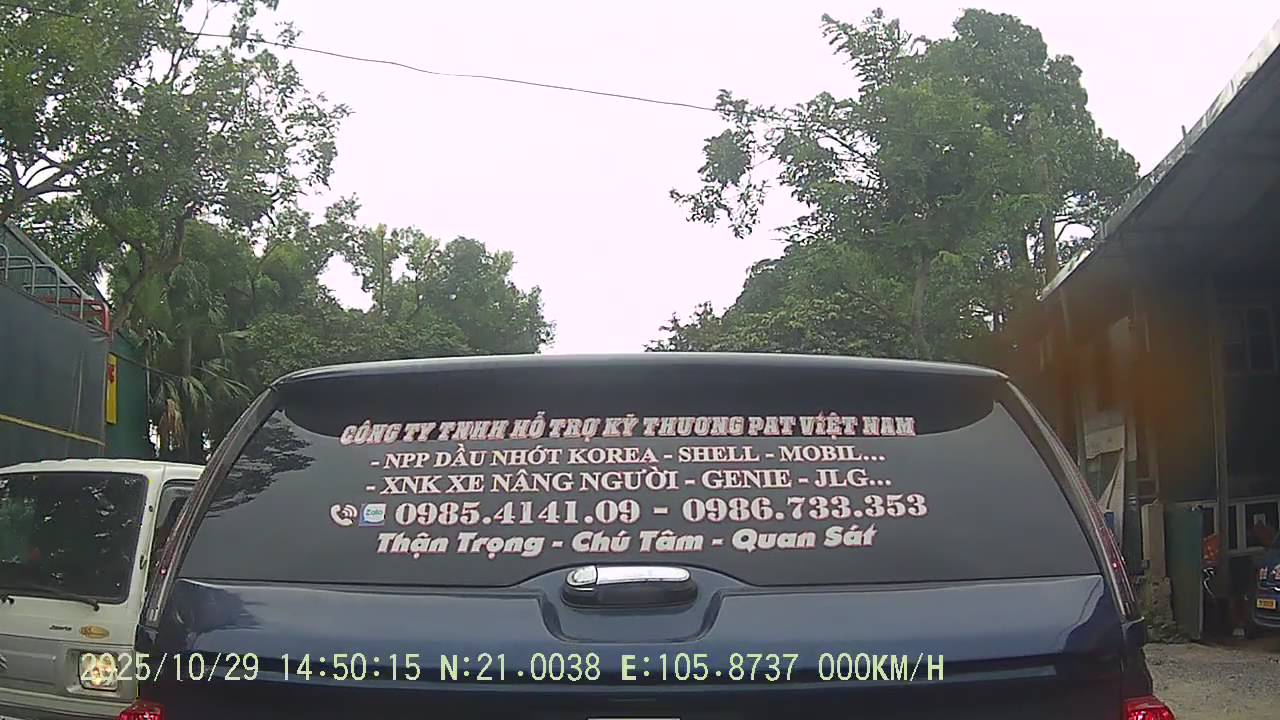 CÔNG TY TNHH HỖ TRỢ KỸ THƯƠNG PAT VIỆT NAM
- NPP DẦU NHỚT KOREA - SHELL - MOBIL...
- XNK XE NÂNG NGƯỜI - GENIE - JLG...
Zalo 0985.4141.09 - 0986.733.353
Thận Trọng - Chú Tâm - Quan Sát
2025/10/29 14:50:15 N:21.0038 E:105.8737 000KM/H